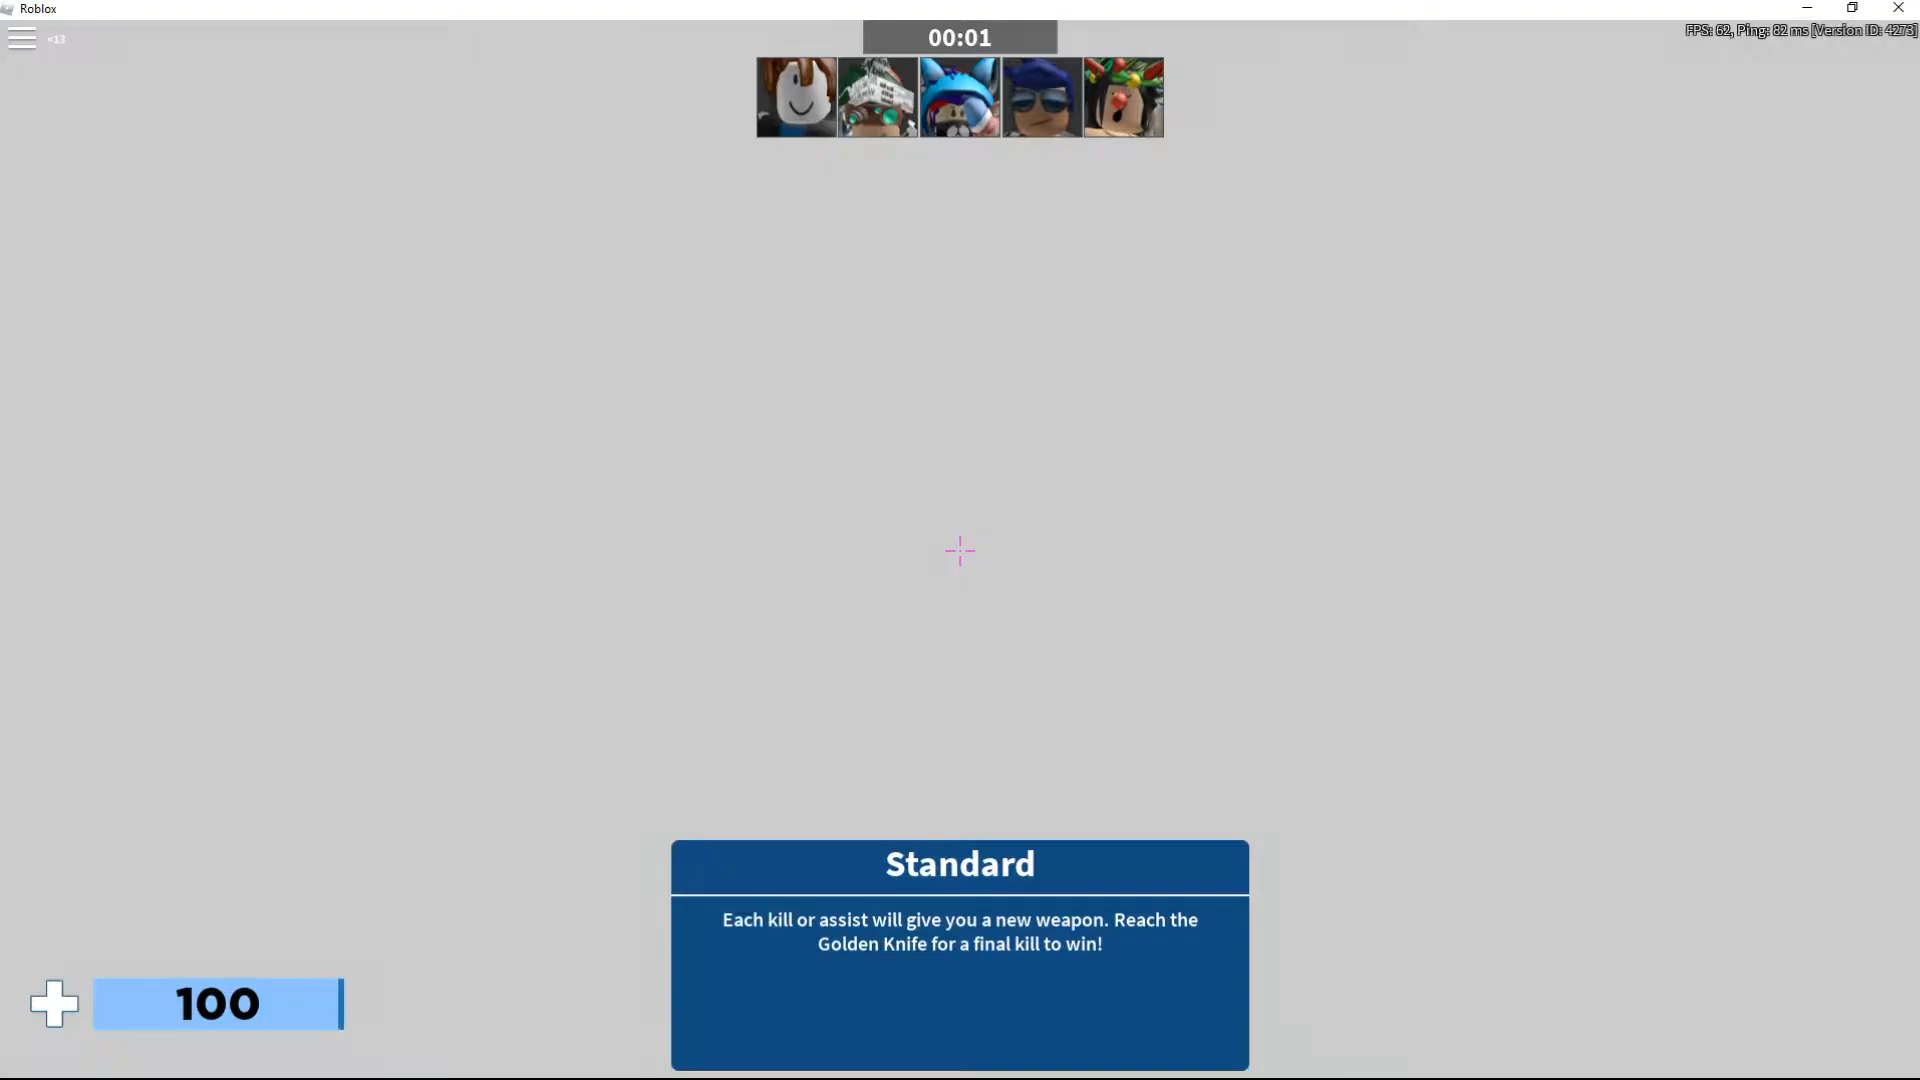 Roblox
<13
00:01
FPS: 62, Ping: 82 ms [Version ID: 4273]
Standard
Each kill or assist will give you a new weapon. Reach the
Golden Knife for a final kill to win!
100